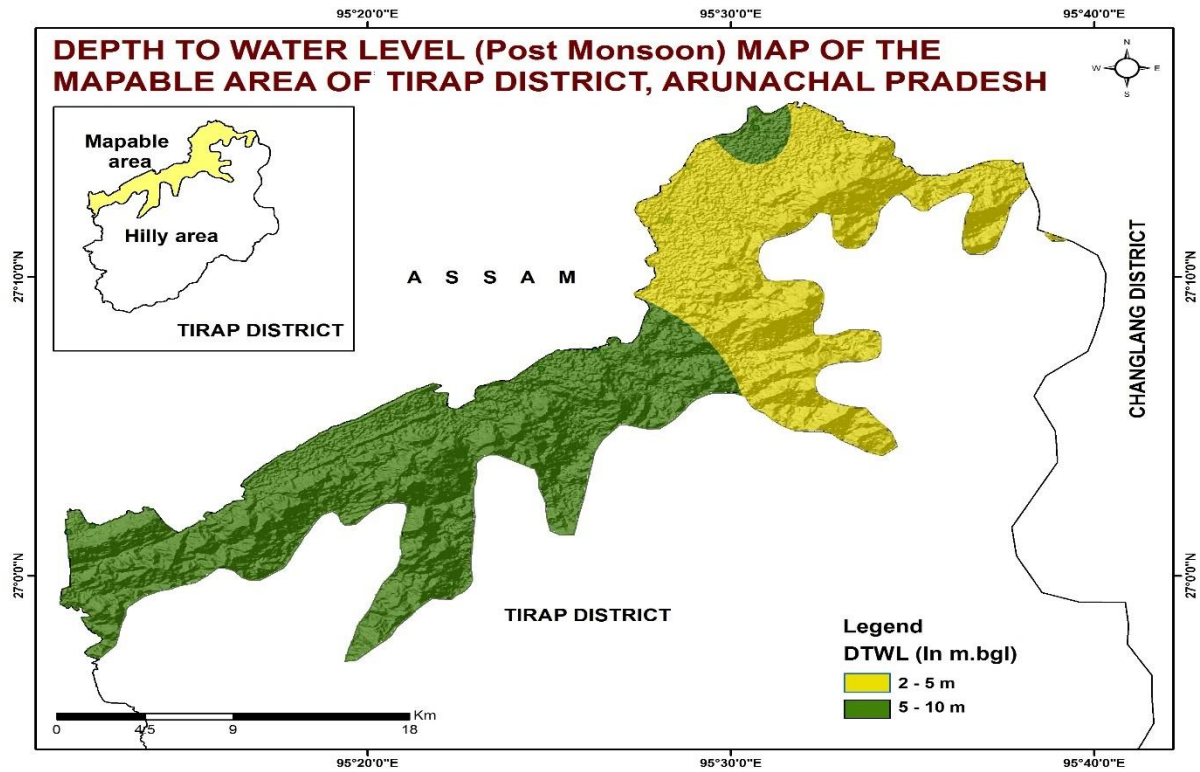 95°20'0"E
95°30'0"E
95°40'0"E
DEPTH TO WATER LEVEL (Post Monsoon) MAP OF THE
MAPABLE AREA OF TIRAP DISTRICT, ARUNACHAL PRADESH
N
W
E
S
Mapable
area
Hilly area
TIRAP DISTRICT
A S S A M
27°10'0"N
27°10'0"N
CHANGLANG DISTRICT
27°0'0"N
27°0'0"N
TIRAP DISTRICT
Legend
DTWL (In m.bgl)
2 - 5 m
5 - 10 m
Km
0
4.5
9
18
95°20'0"E
95°30'0"E
95°40'0"E